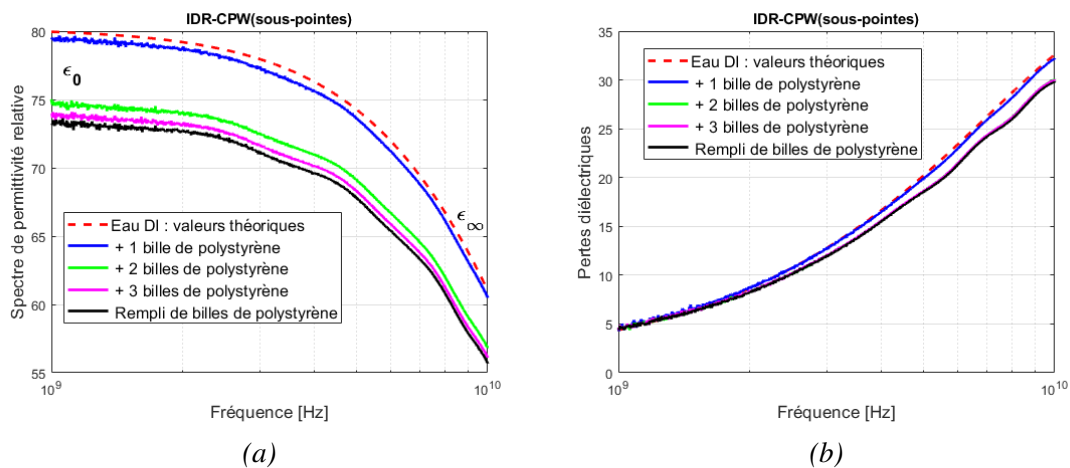 IDR-CPW(sous-pointes)
80
75
70
65
60
55
Spectre de permittivité relative
ϵ0
ϵ∞
Eau DI : valeurs théoriques
+ 1 bille de polystyrène
+ 2 billes de polystyrène
+ 3 billes de polystyrène
Rempli de billes de polystyrène
10^9
10^10
Fréquence [Hz]
(a)
IDR-CPW(sous-pointes)
35
30
25
20
15
10
5
0
Pertes diélectriques
Eau DI : valeurs théoriques
+ 1 bille de polystyrène
+ 2 billes de polystyrène
+ 3 billes de polystyrène
Rempli de billes de polystyrène
10^9
10^10
Fréquence [Hz]
(b)